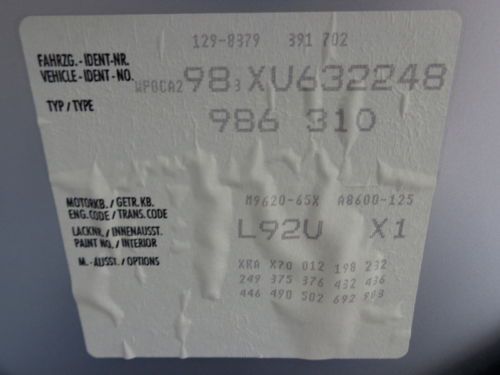 129-8379 391 702
FAHRZG.-IDENT-NR.
VEHICLE-IDENT-NO. WP0CA2 98 3 XU632248
TYP/TYPE 986 310
MOTORKB./GETR.KB. M9620-65X A8600-125
ENG.CODE/TRANS.CODE
LACKNR./INNENAUSST. L92U X1
PAINT NO./INTERIOR
M.-AUSST./OPTIONS XRA X70 012 198 232
249 375 376 432 436
446 490 502 692